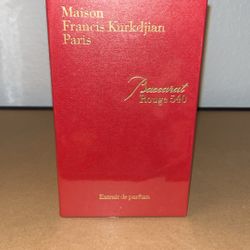 Maison
Francis Kurkdjian
Paris
Baccarat
Rouge 540
Extrait de parfum